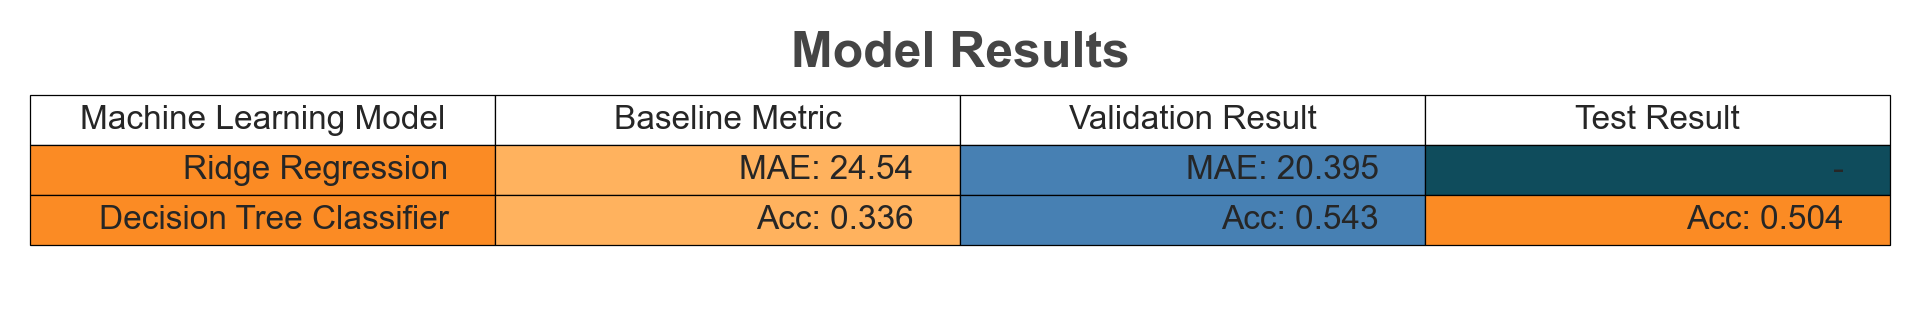 Model Results
Machine Learning Model Baseline Metric Validation Result Test Result
Ridge Regression MAE: 24.54 MAE: 20.395 -
Decision Tree Classifier Acc: 0.336 Acc: 0.543 Acc: 0.504